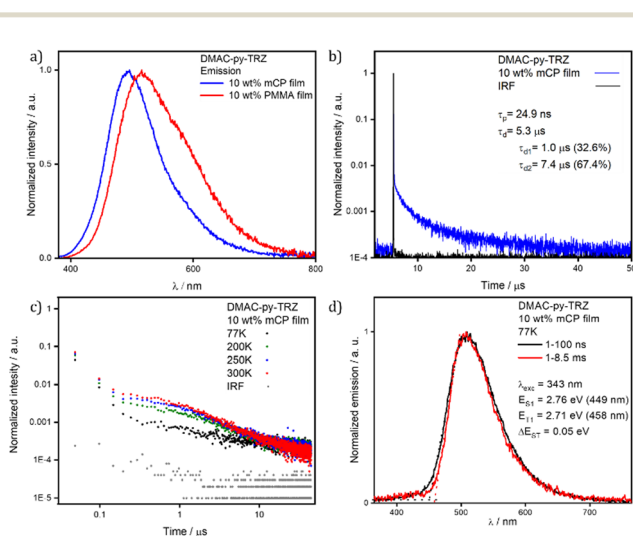 a)
DMAC-py-TRZ
Emission
10 wt% mCP film
10 wt% PMMA film
1.0
0.5
0.0
Normalized intensity / a.u.
400
600
800
λ / nm
b)
DMAC-py-TRZ
10 wt% mCP film
IRF
τp = 24.9 ns
τd = 5.3 μs
τd1= 1.0 μs (32.6%)
τd2= 7.4 μs (67.4%)
1
0.1
0.01
0.001
1E-4
Normalized intensity / a.u.
10
20
30
40
50
Time / μs
c)
DMAC-py-TRZ
10 wt% mCP film
77K
200K
250K
300K
IRF
1
0.1
0.01
0.001
1E-4
1E-5
Normalized intesity / a.u.
0.1
1
10
Time / μs
d)
DMAC-py-TRZ
10 wt% mCP film
77K
1-100 ns
1-8.5 ms
λexc = 343 nm
ES1 = 2.76 eV (449 nm)
ET1 = 2.71 eV (458 nm)
ΔEST = 0.05 eV
1
0
Normalized emission / a. u.
400
500
600
700
λ / nm